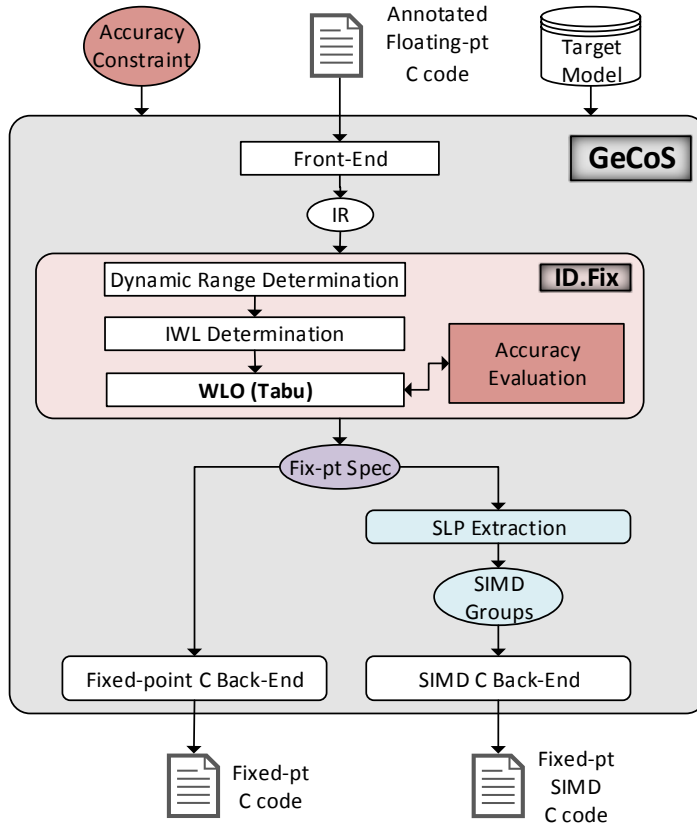 Accuracy
Constraint
Annotated
Floating-pt
C code
Target
Model
GeCoS
Front-End
IR
ID.Fix
Dynamic Range Determination
IWL Determination
WLO (Tabu)
Accuracy
Evaluation
Fix-pt Spec
SLP Extraction
SIMD
Groups
Fixed-point C Back-End
SIMD C Back-End
Fixed-pt
C code
Fixed-pt
SIMD
C code